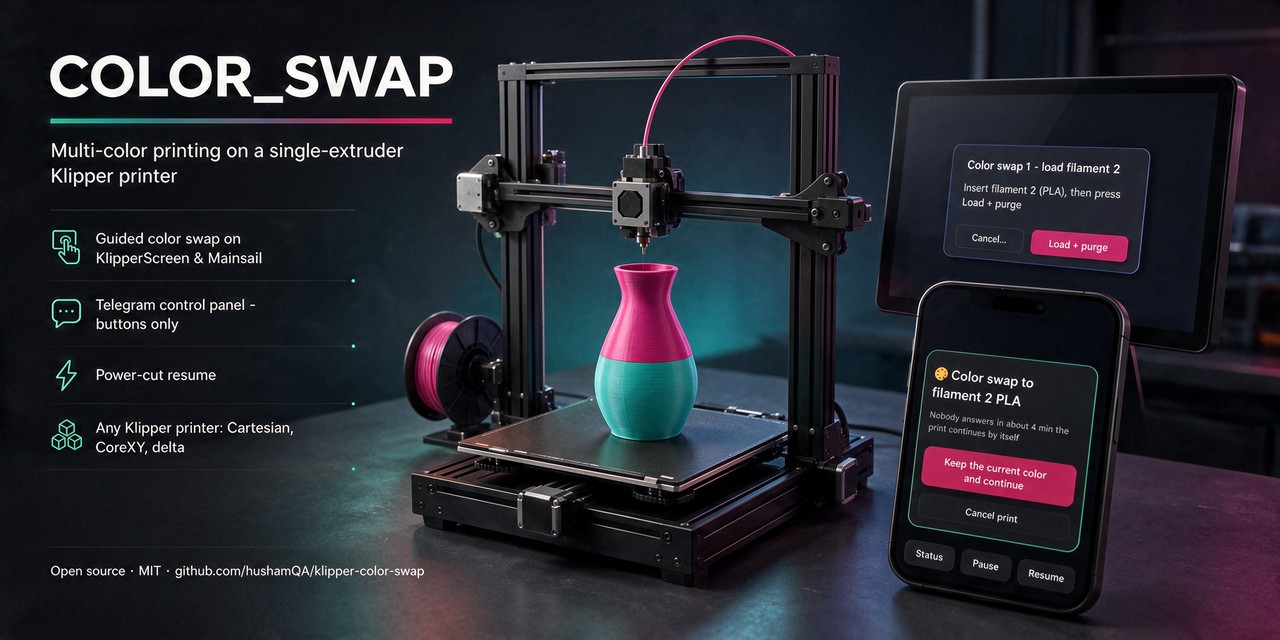 COLOR_SWAP
Multi-color printing on a single-extruder
Klipper printer
Guided color swap on
KlipperScreen & Mainsail
Telegram control panel -
buttons only
Power-cut resume
Any Klipper printer: Cartesian,
CoreXY, delta
Open source · MIT · github.com/hushamQA/klipper-color-swap
Color swap 1 - load filament 2
Insert filament 2 (PLA), then press
Load + purge
Cancel...
Load + purge
🎨 Color swap to
filament 2 PLA
Nobody answers in about 4 min the
print continues by itself
Keep the current color
and continue
Cancel print
Status
Pause
Resume